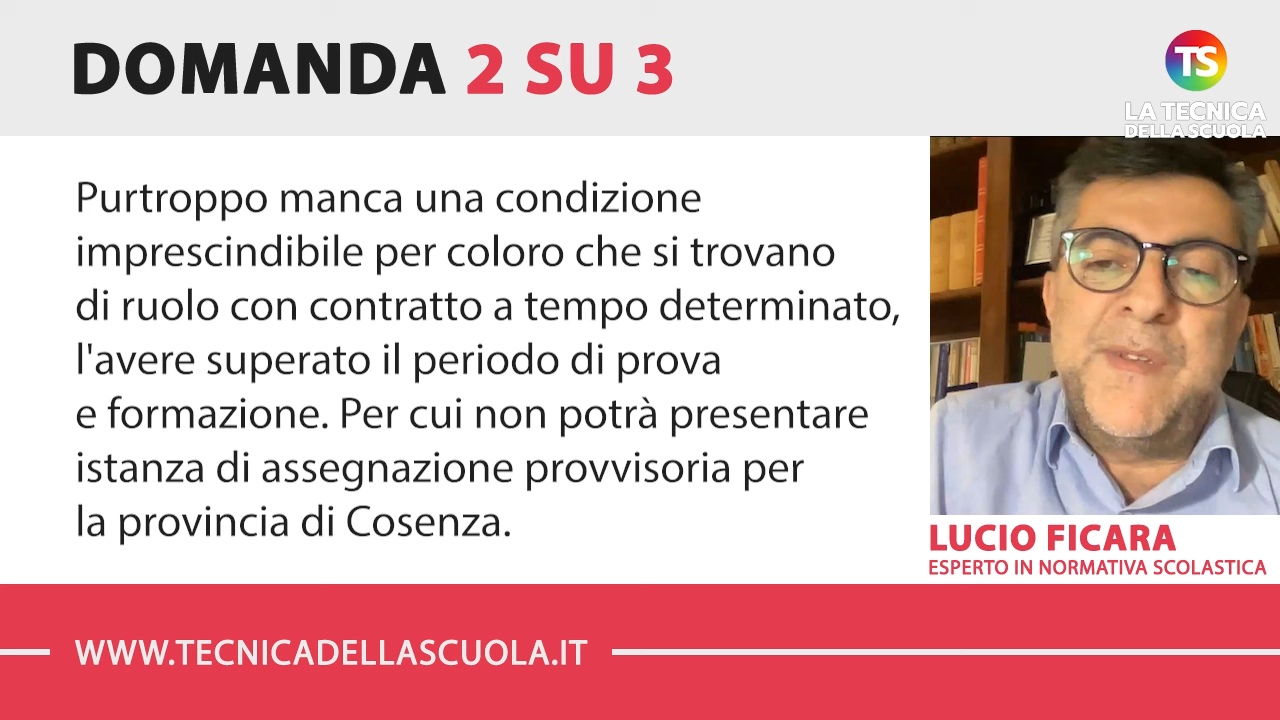 DOMANDA 2 SU 3
TS
LA TECNICA
DELLA SCUOLA
Purtroppo manca una condizione
imprescindibile per coloro che si trovano
di ruolo con contratto a tempo determinato,
l'avere superato il periodo di prova
e formazione. Per cui non potrà presentare
istanza di assegnazione provvisoria per
la provincia di Cosenza.
LUCIO FICARA
ESPERTO IN NORMATIVA SCOLASTICA
WWW.TECNICADELLASCUOLA.IT